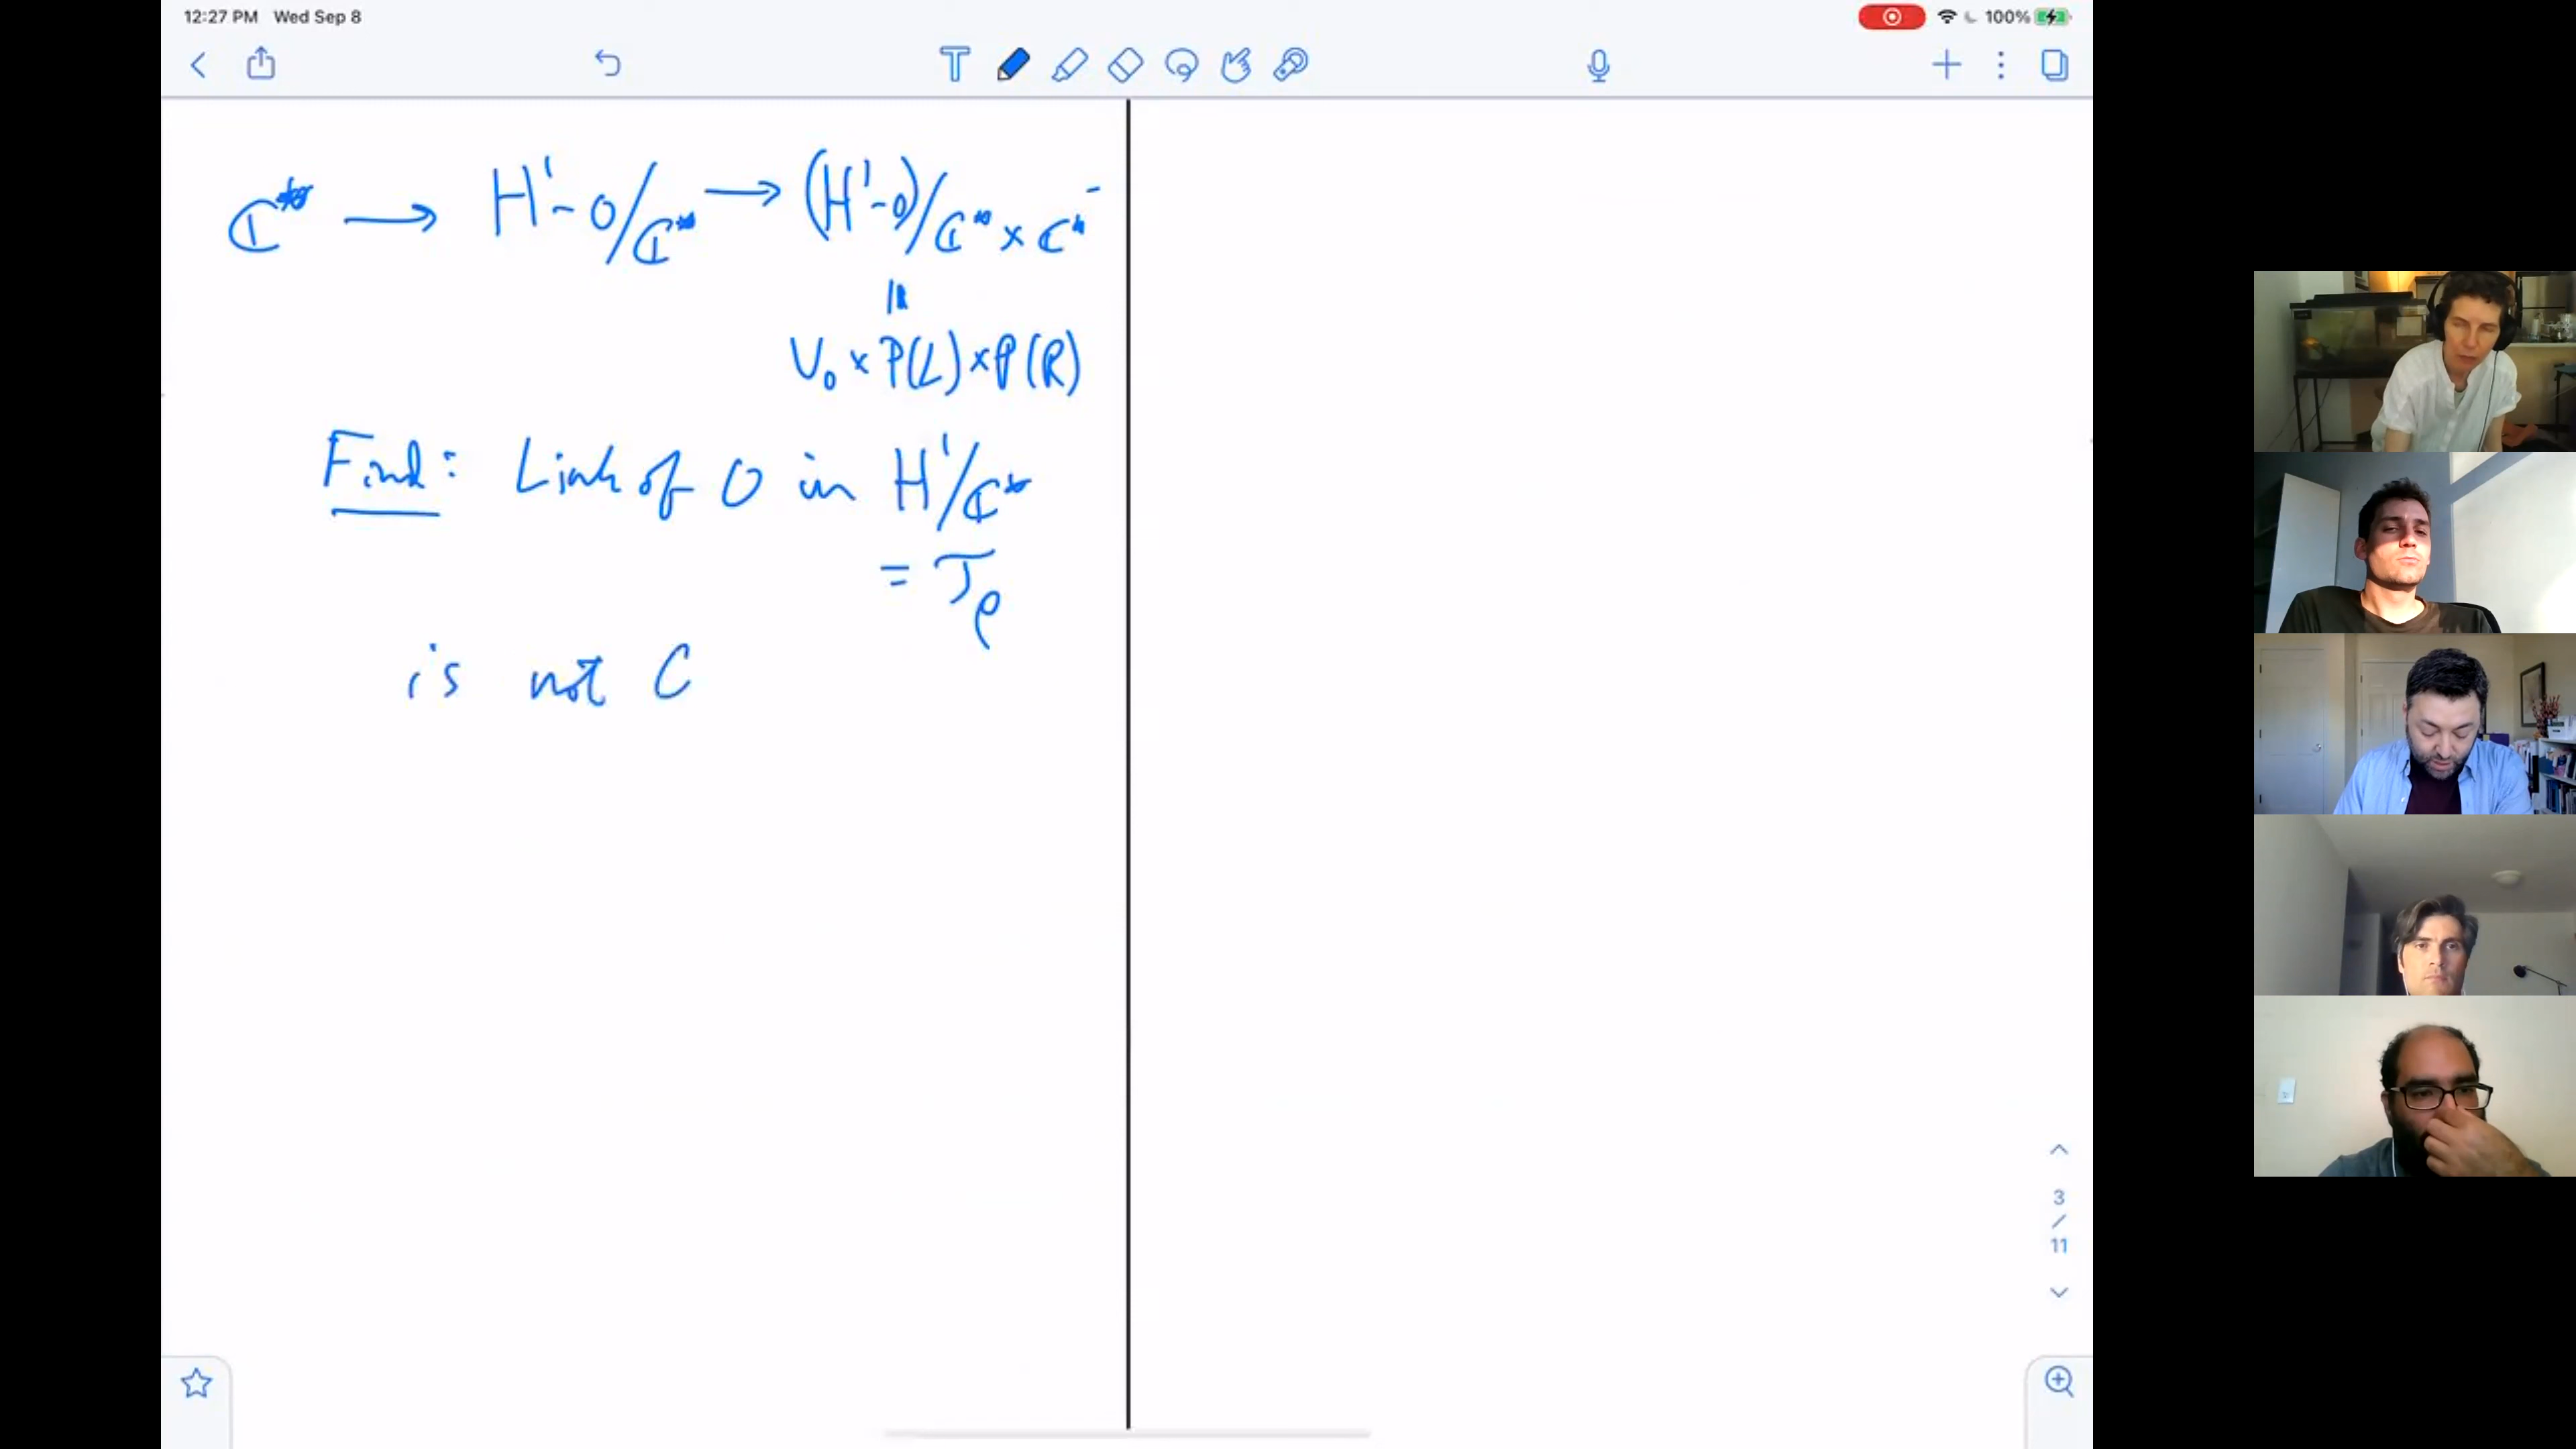 12:27 PM Wed Sep 8
100%
ℂ* → H¹-0/ℂ* → (H¹-0)/ℂ* × ℂ*
V₀ × P(L) × P(R)
Find: Link of 0 in H¹/ℂ*
= T_ρ
is not C
3
/
11